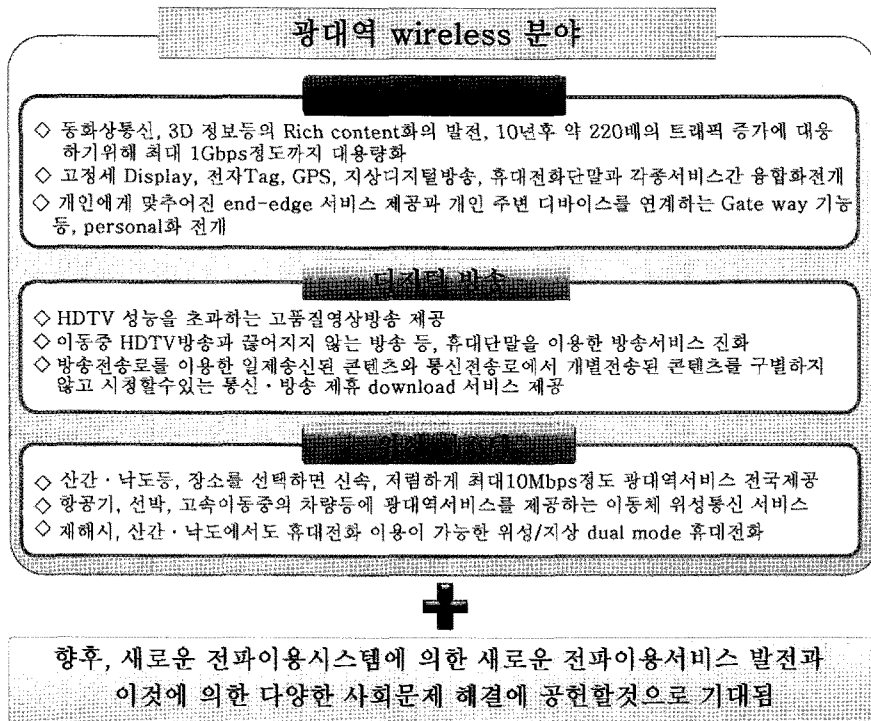 광대역 wireless 분야
◇ 동화상통신, 3D 정보등의 Rich content화의 발전, 10년후 약 220배의 트래픽 증가에 대응
하기위해 최대 1Gbps정도까지 대용량화
◇ 고정세 Display, 전자Tag, GPS, 지상디지털방송, 휴대전화단말과 각종서비스간 융합화전개
◇ 개인에게 맞추어진 end-edge 서비스 제공과 개인 주변 디바이스를 연계하는 Gate way 기능
등, personal화 전개
디지털 방송
◇ HDTV 성능을 초과하는 고품질영상방송 제공
◇ 이동중 HDTV방송과 끊어지지 않는 방송 등, 휴대단말을 이용한 방송서비스 진화
◇ 방송전송로를 이용한 일제송신된 콘텐츠와 통신전송로에서 개별전송된 콘텐츠를 구별하지
않고 시청할수있는 통신・방송 제휴 download 서비스 제공
◇ 산간・낙도등, 장소를 선택하면 신속, 저렴하게 최대10Mbps정도 광대역서비스 전국제공
◇ 항공기, 선박, 고속이동중의 차량등에 광대역서비스를 제공하는 이동체 위성통신 서비스
◇ 재해시, 산간・낙도에서도 휴대전화 이용이 가능한 위성/지상 dual mode 휴대전화
향후, 새로운 전파이용시스템에 의한 새로운 전파이용서비스 발전과
이것에 의한 다양한 사회문제 해결에 공헌할것으로 기대됨